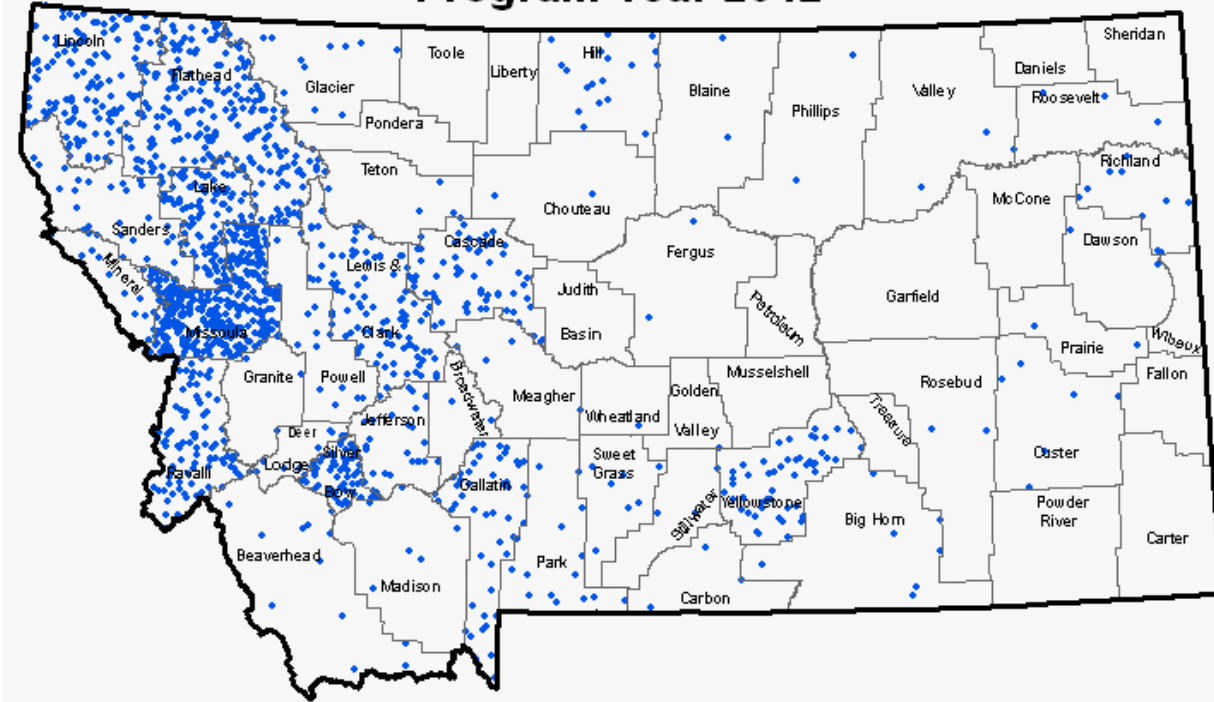 Program Year 2012
Lincoln
Flathead
Glacier
Toole
Liberty
Hill
Blaine
Phillips
Valley
Daniels
Sheridan
Roosevelt
Pondera
Teton
Chouteau
Richland
McCone
Lake
Sanders
Mineral
Missoula
Lewis &
Clark
Cascade
Fergus
Judith
Basin
Petroleum
Garfield
Dawson
Wibaux
Prairie
Granite
Powell
Broadwater
Meagher
Wheatland
Golden
Valley
Musselshell
Treasure
Rosebud
Fallon
Custer
Ravalli
Deer
Lodge
Silver
Bow
Jefferson
Gallatin
Sweet
Grass
Stillwater
Yellowstone
Big Horn
Powder
River
Carter
Beaverhead
Madison
Park
Carbon